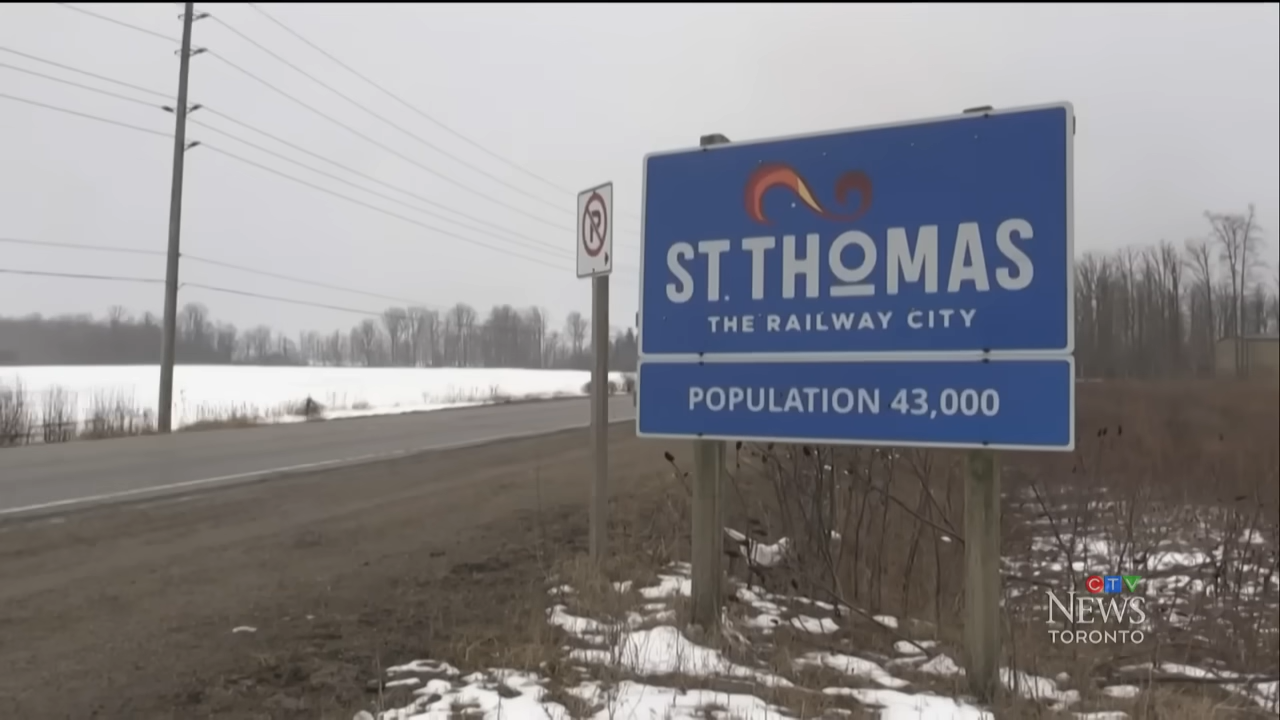 P
ST. THOMAS
THE RAILWAY CITY
POPULATION 43,000
CTV
NEWS
TORONTO